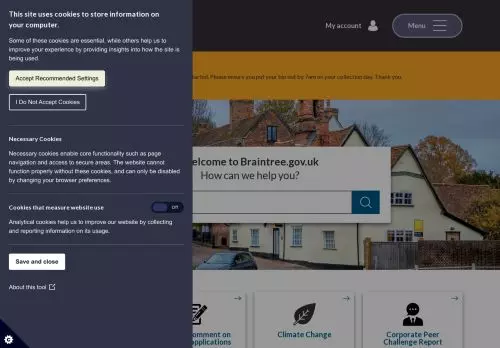 This site uses cookies to store information on
your computer.
Some of these cookies are essential, while others help us to
improve your experience by providing insights into how the site is
being used.
Accept Recommended Settings
I Do Not Accept Cookies
Necessary Cookies
Necessary cookies enable core functionality such as page
navigation and access to secure areas. The website cannot
function properly without these cookies, and can only be disabled
by changing your browser preferences.
Cookies that measure website use
Off
Analytical cookies help us to improve our website by collecting
and reporting information on its usage.
Save and close
About this tool
My account
Menu
started. Please ensure you put your bin out by 7am on your collection day. Thank you.
elcome to Braintree.gov.uk
How can we help you?
omment on
applications
Climate Change
Corporate Peer
Challenge Report